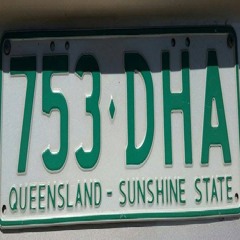 753♦DHA
QUEENSLAND - SUNSHINE STATE